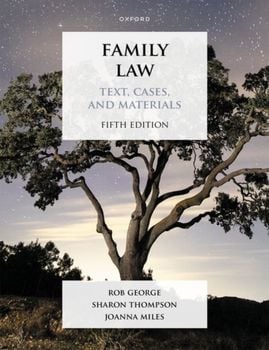 OXFORD
FAMILY
LAW
TEXT, CASES,
AND MATERIALS
FIFTH EDITION
ROB GEORGE
SHARON THOMPSON
JOANNA MILES